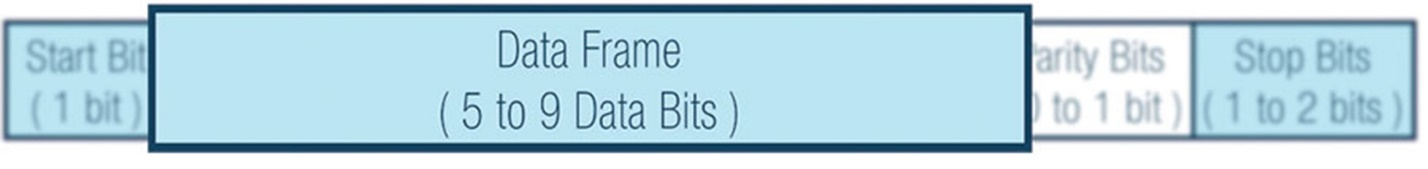 Start Bit
( 1 bit )
Data Frame
( 5 to 9 Data Bits )
arity Bits
to 1 bit )
Stop Bits
( 1 to 2 bits )